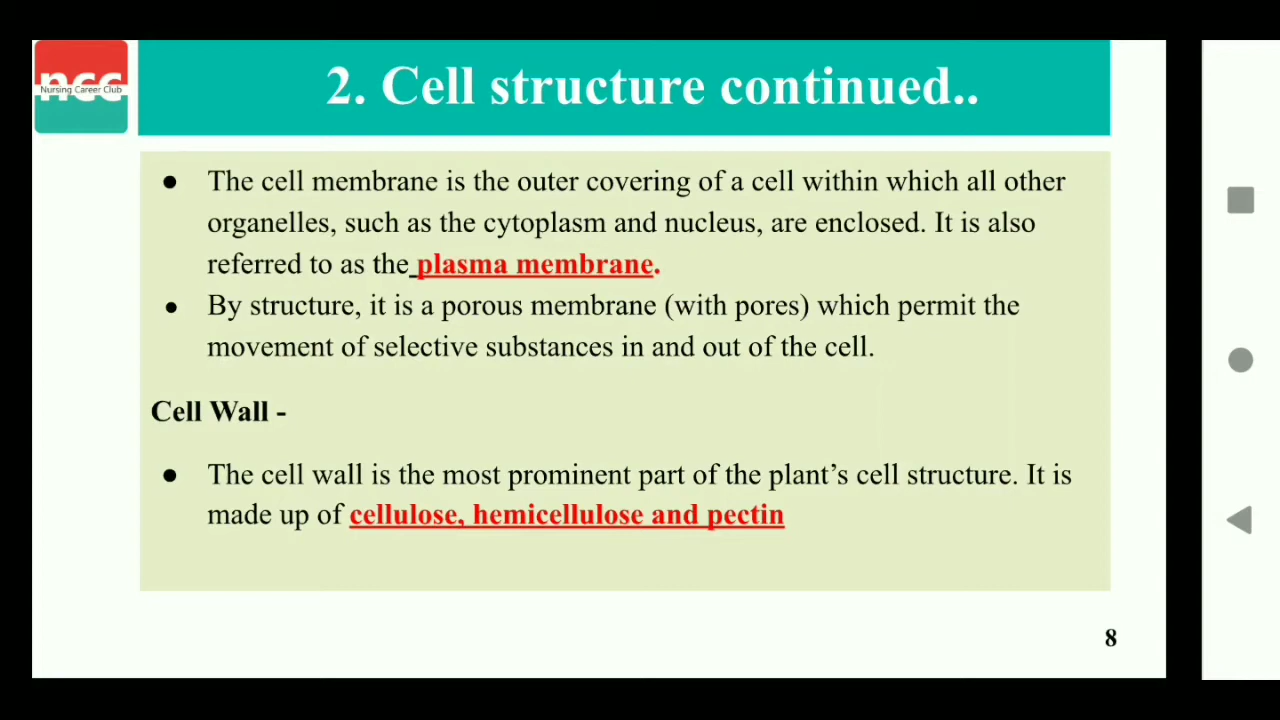 ncc
Nursing Career Club
2. Cell structure continued..
● The cell membrane is the outer covering of a cell within which all other
organelles, such as the cytoplasm and nucleus, are enclosed. It is also
referred to as the plasma membrane.
● By structure, it is a porous membrane (with pores) which permit the
movement of selective substances in and out of the cell.
Cell Wall -
● The cell wall is the most prominent part of the plant’s cell structure. It is
made up of cellulose, hemicellulose and pectin
8